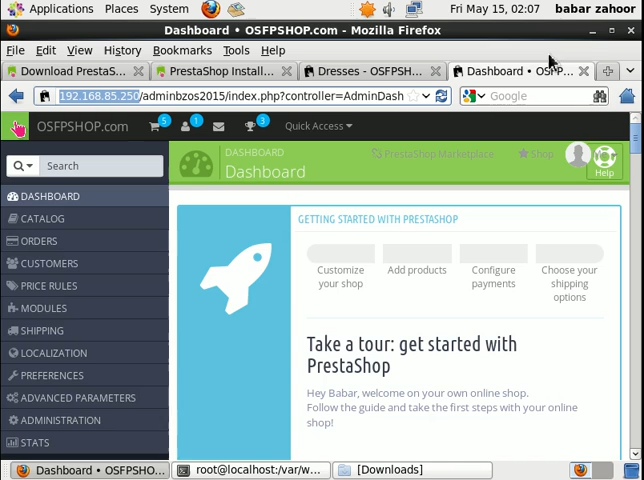 Applications Places System Fri May 15, 02:07 babar zahoor
Dashboard • OSFPSHOP.com - Mozilla Firefox
File Edit View History Bookmarks Tools Help
Download PrestaS... PrestaShop Install... Dresses - OSFPSH... Dashboard • OSFP...
192.168.85.250/adminbzos2015/index.php?controller=AdminDash Google
OSFPSHOP.com 5 1 3 Quick Access
Search
DASHBOARD
Dashboard
PrestaShop Marketplace Shop Help
DASHBOARD
CATALOG
ORDERS
CUSTOMERS
PRICE RULES
MODULES
SHIPPING
LOCALIZATION
PREFERENCES
ADVANCED PARAMETERS
ADMINISTRATION
STATS
GETTING STARTED WITH PRESTASHOP
Customize
your shop
Add products
Configure
payments
Choose your
shipping
options
Take a tour: get started with
PrestaShop
Hey Babar, welcome on your own online shop.
Follow the guide and take the first steps with your online
shop!
Dashboard • OSFPSHO... root@localhost:/var/w... [Downloads]